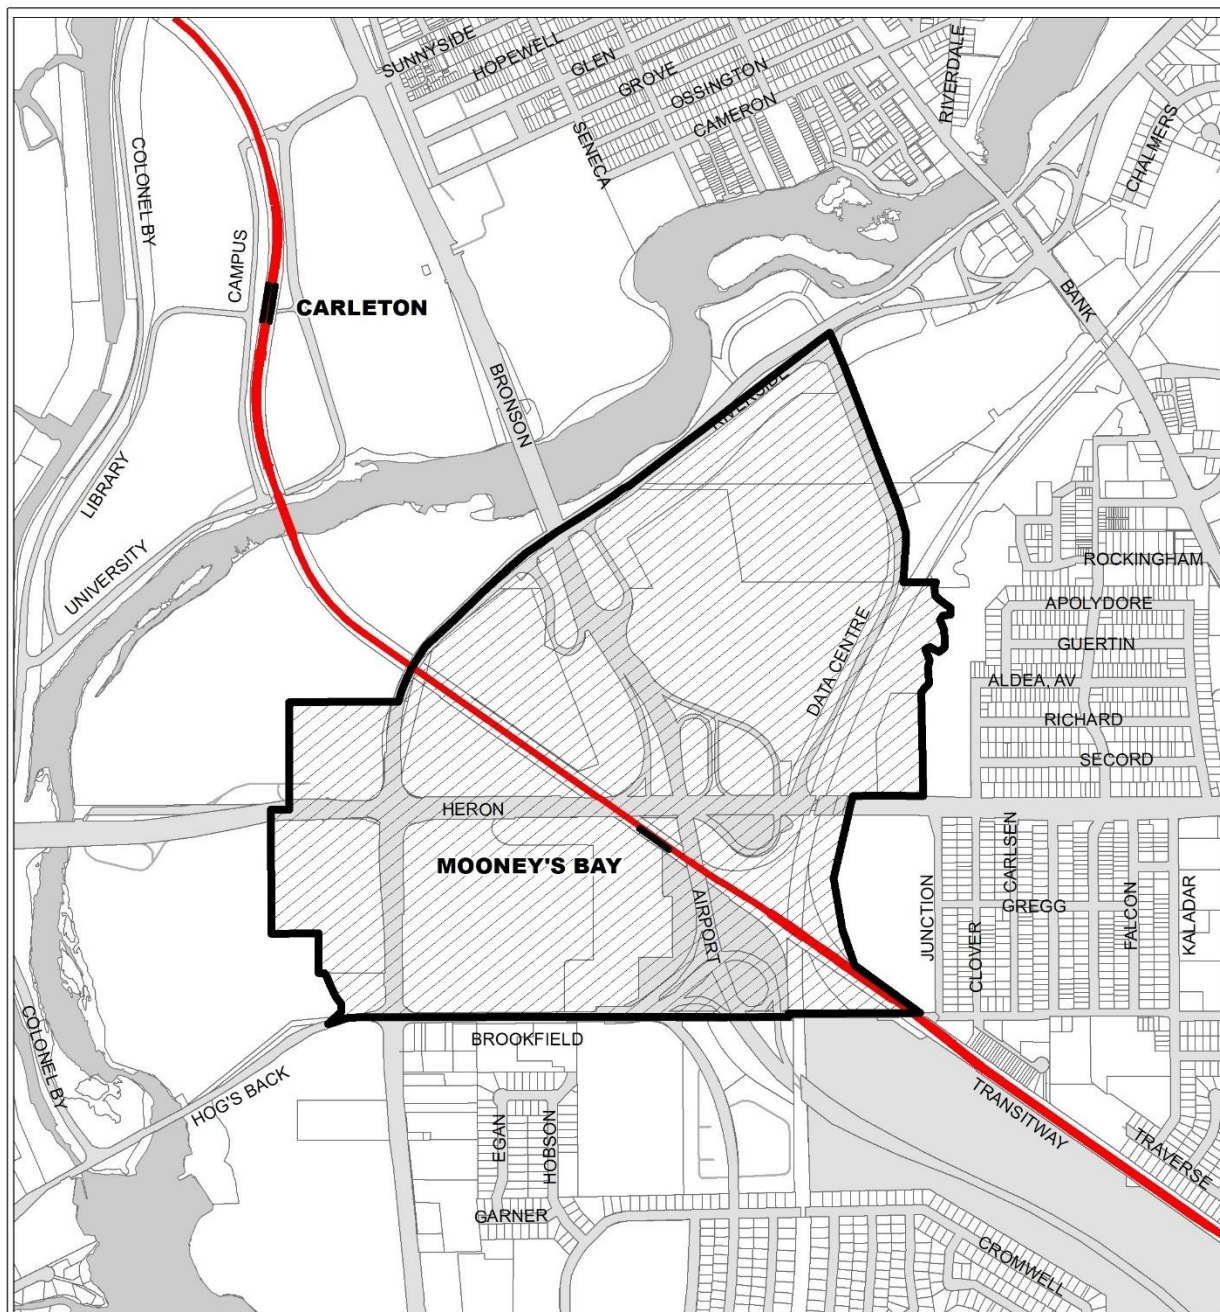 SUNNYSIDE
HOPEWELL
GLEN
GROVE
OSSINGTON
CAMERON
SENECA
RIVERDALE
CHALMERS
COLONEL BY
CAMPUS
CARLETON
BANK
BRONSON
RIVERSIDE
LIBRARY
UNIVERSITY
ROCKINGHAM
APOLYDORE
GUERTIN
ALDEA, AV
RICHARD
SECORD
DATA CENTRE
HERON
MOONEY'S BAY
AIRPORT
JUNCTION
CLOVER
CARLSEN
GREGG
FALCON
KALADAR
COLONEL BY
HOG'S BACK
BROOKFIELD
EGAN
HOBSON
GARNER
TRANSITWAY
TRAVERSE
CROMWELL